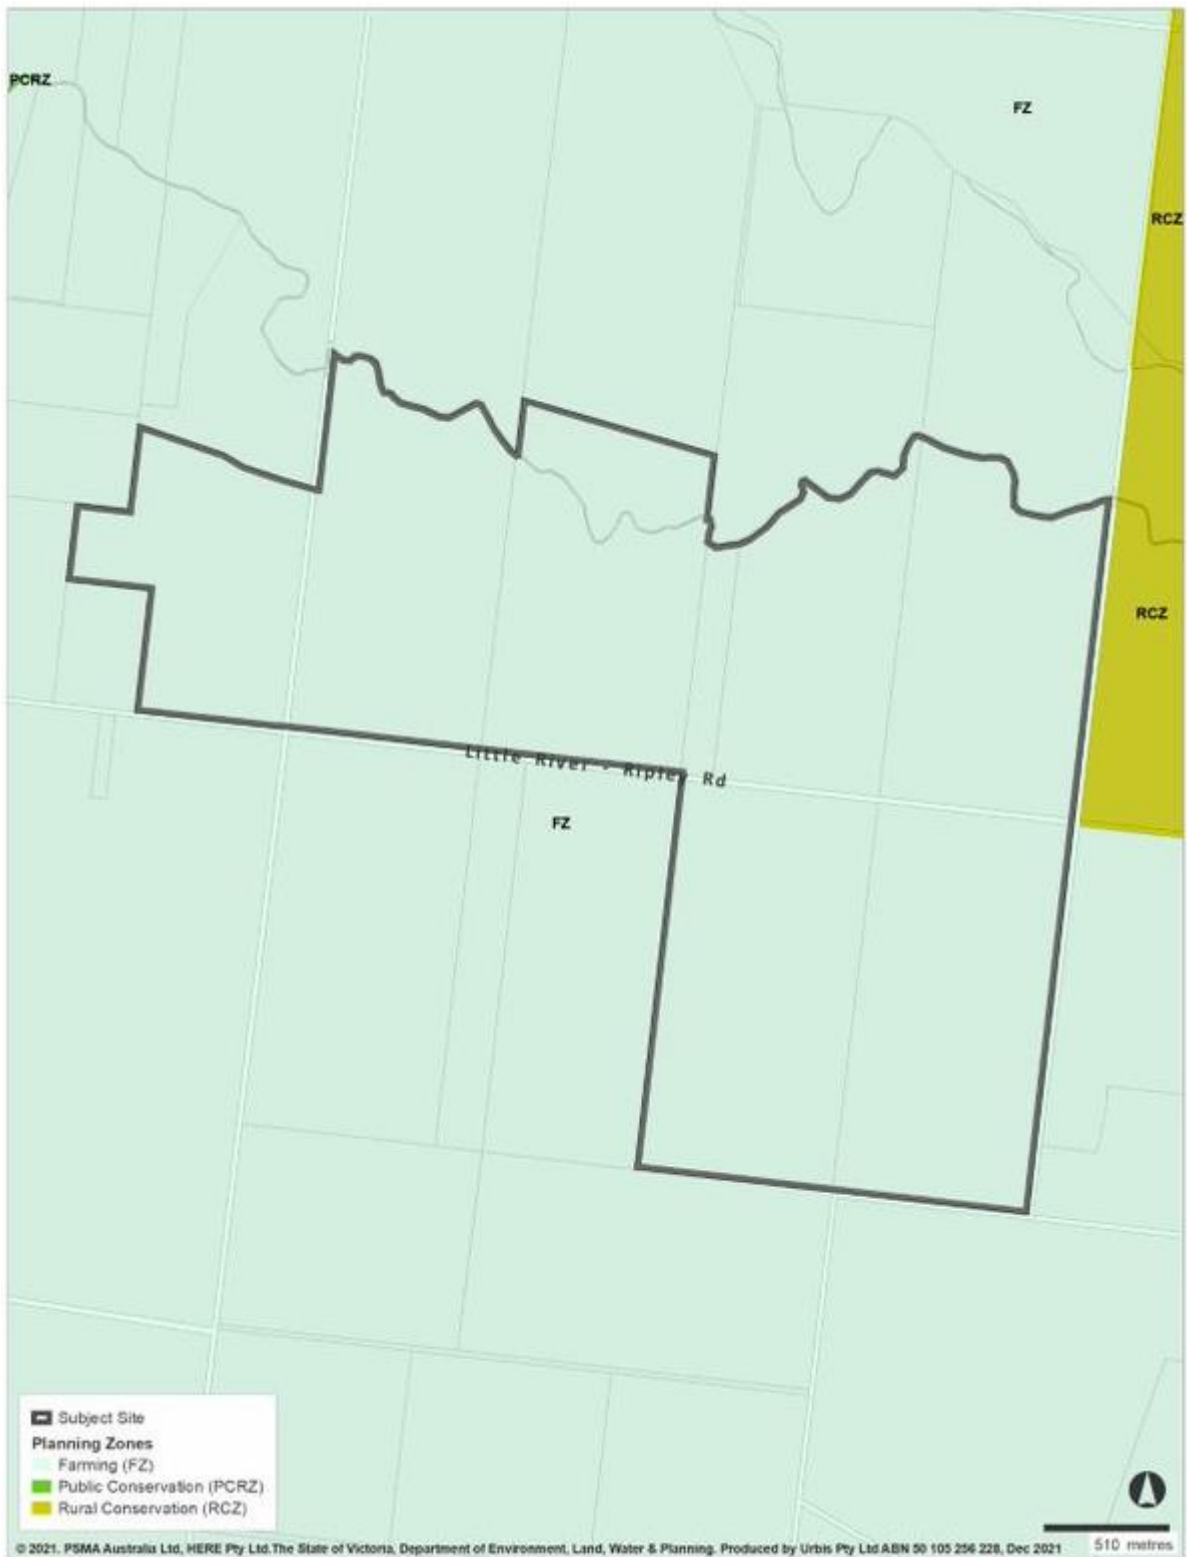 PCRZ
FZ
RCZ
RCZ
Little River - Ripley Rd
FZ
Subject Site
Planning Zones
Farming (FZ)
Public Conservation (PCRZ)
Rural Conservation (RCZ)
510 metres
© 2021. PSMA Australia Ltd, HERE Pty Ltd.The State of Victoria, Department of Environment, Land, Water & Planning. Produced by Urbis Pty Ltd ABN 50 105 256 228, Dec 2021